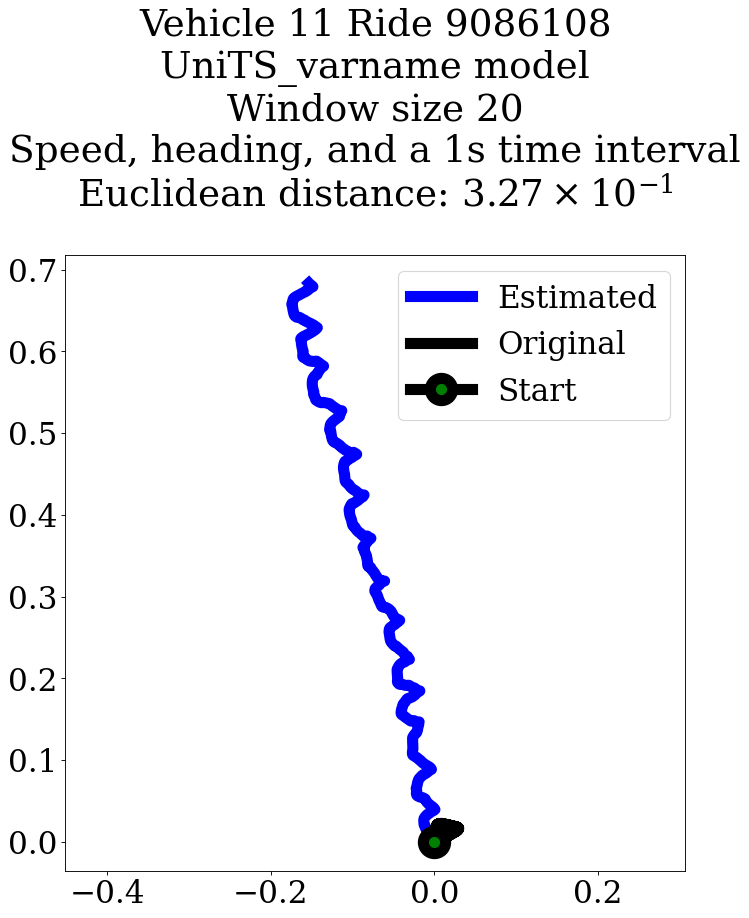 Vehicle 11 Ride 9086108
UniTS_varname model
Window size 20
Speed, heading, and a 1s time interval
Euclidean distance: 3.27 × 10⁻¹
Estimated
Original
Start
0.7
0.6
0.5
0.4
0.3
0.2
0.1
0.0
−0.4 −0.2 0.0 0.2